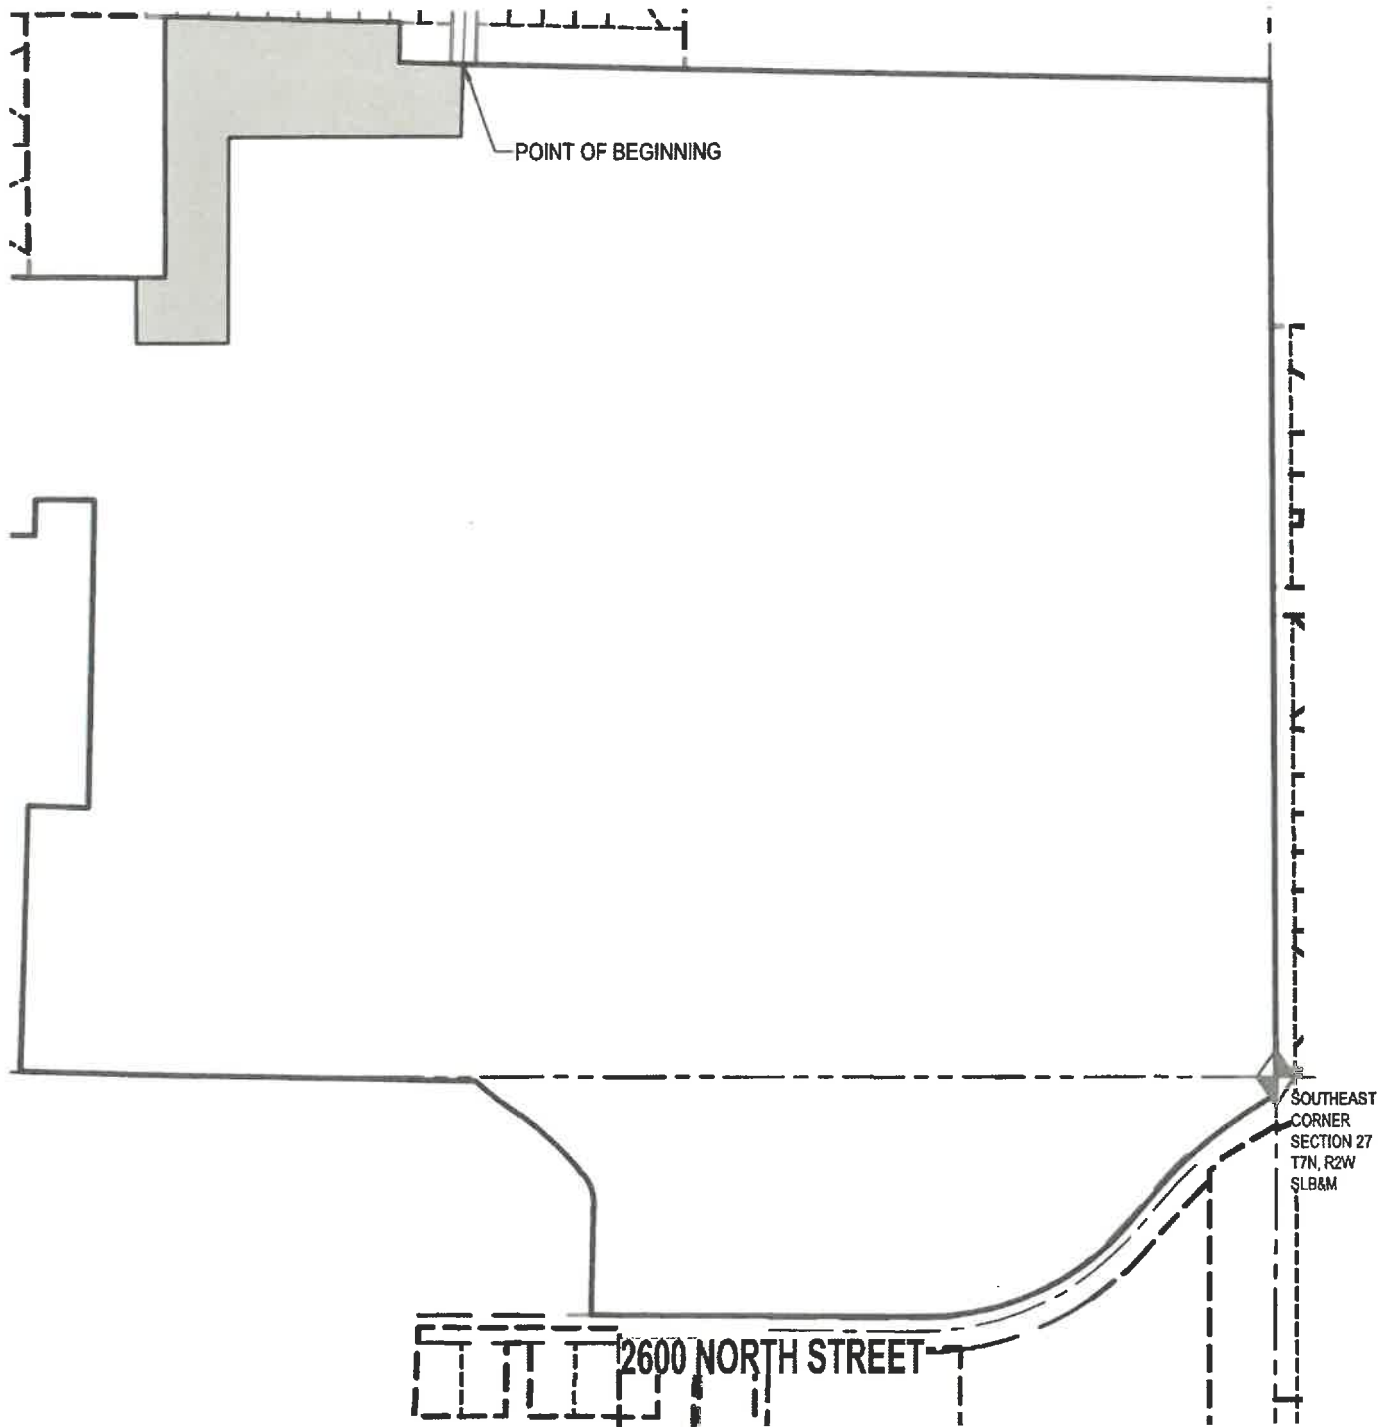 POINT OF BEGINNING
SOUTHEAST
CORNER
SECTION 27
T7N, R2W
SLB&M
2600 NORTH STREET